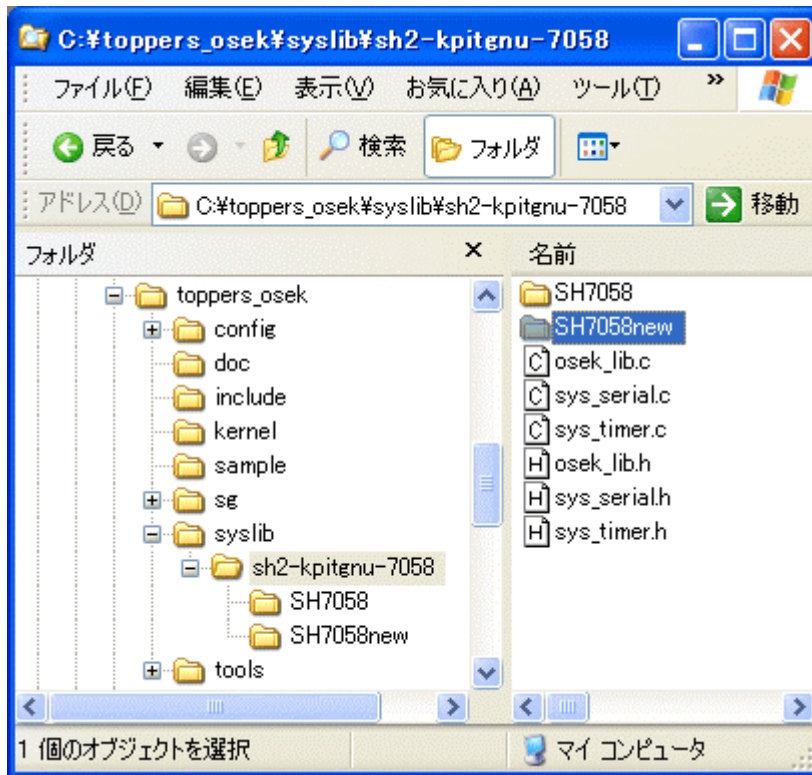 C:¥toppers_osek¥syslib¥sh2-kpitgnu-7058
ファイル(F) 編集(E) 表示(V) お気に入り(A) ツール(T) »
戻る 検索 フォルダ
アドレス(D) C:¥toppers_osek¥syslib¥sh2-kpitgnu-7058 移動
フォルダ × 名前
toppers_osek
config
doc
include
kernel
sample
sg
syslib
sh2-kpitgnu-7058
SH7058
SH7058new
tools
SH7058
SH7058new
osek_lib.c
sys_serial.c
sys_timer.c
osek_lib.h
sys_serial.h
sys_timer.h
1 個のオブジェクトを選択 マイ コンピュータ